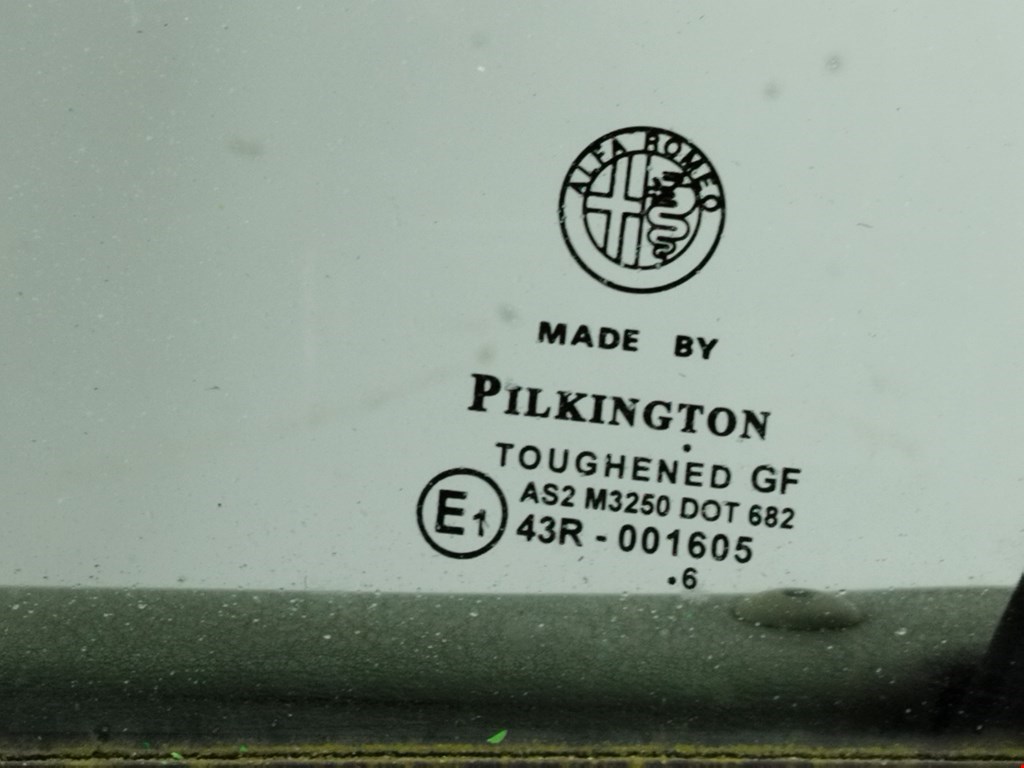 ALFA ROMEO
MADE BY
PILKINGTON
TOUGHENED GF
AS2 M3250 DOT 682
E1 43R - 001605
.6